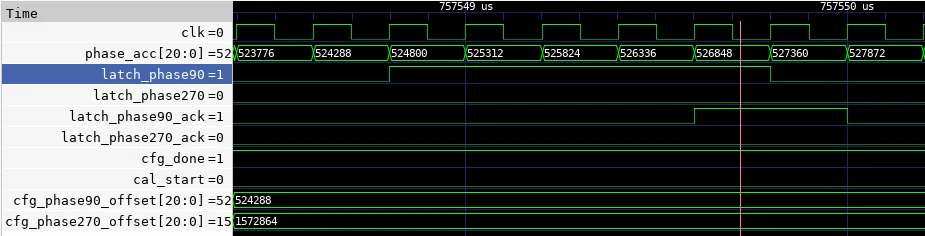 Time 757549 us 757550 us
clk =0
phase_acc[20:0] =52 523776 524288 524800 525312 525824 526336 526848 527360 527872
latch_phase90 =1
latch_phase270 =0
latch_phase90_ack =1
latch_phase270_ack =0
cfg_done =1
cal_start =0
cfg_phase90_offset[20:0] =52 524288
cfg_phase270_offset[20:0] =15 1572864